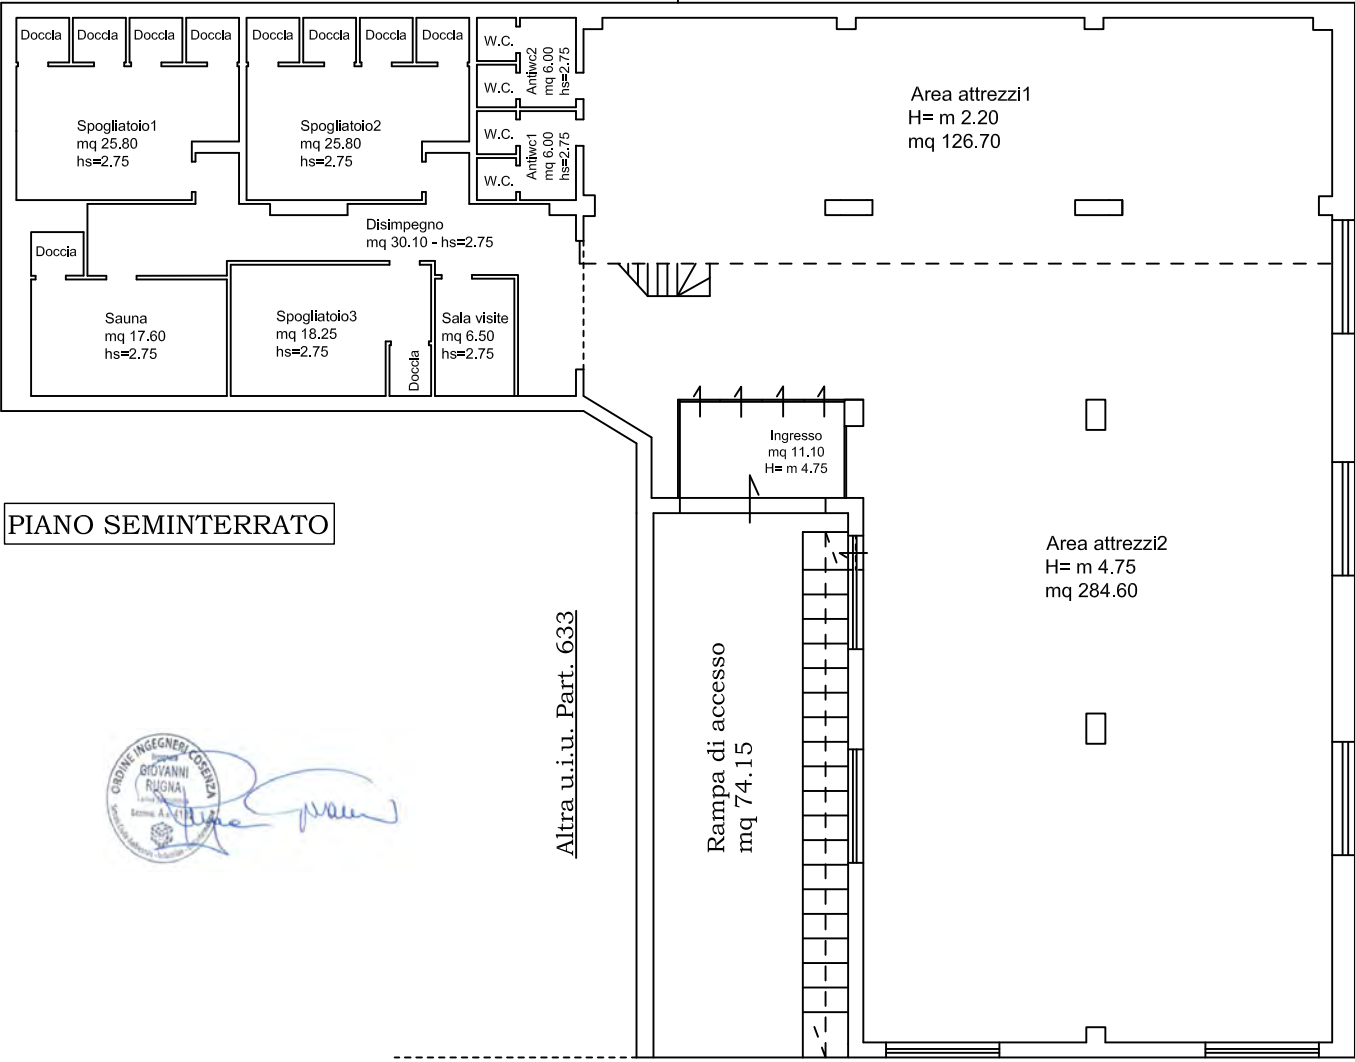 Doccia
Doccia
Doccia
Doccia
Doccia
Doccia
Doccia
Doccia
W.C.
W.C.
Antiwc2
mq 6.00
hs=2.75
W.C.
W.C.
Antiwc1
mq 6.00
hs=2.75
Spogliatoio1
mq 25.80
hs=2.75
Spogliatoio2
mq 25.80
hs=2.75
Area attrezzi1
H= m 2.20
mq 126.70
Disimpegno
mq 30.10 - hs=2.75
Doccia
Sauna
mq 17.60
hs=2.75
Spogliatoio3
mq 18.25
hs=2.75
Doccia
Sala visite
mq 6.50
hs=2.75
Ingresso
mq 11.10
H= m 4.75
PIANO SEMINTERRATO
Area attrezzi2
H= m 4.75
mq 284.60
Altra u.i.u. Part. 633
Rampa di accesso
mq 74.15
ORDINE INGEGNERI COSENZA
GIOVANNI
RUGNA